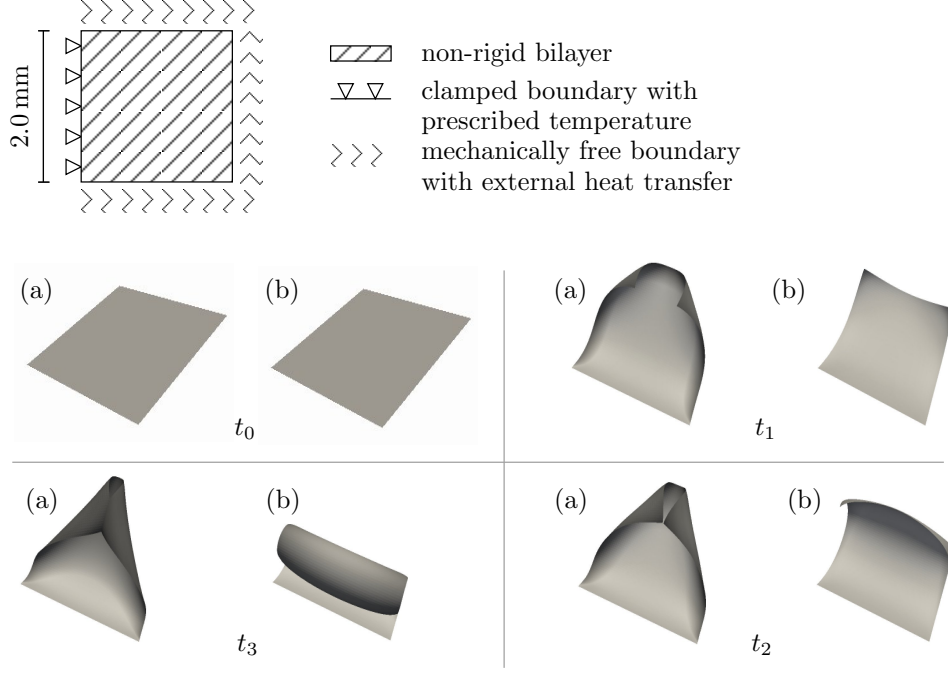 2.0 mm
non-rigid bilayer
clamped boundary with
prescribed temperature
mechanically free boundary
with external heat transfer
(a)
(b)
t₀
(a)
(b)
t₁
(a)
(b)
t₃
(a)
(b)
t₂